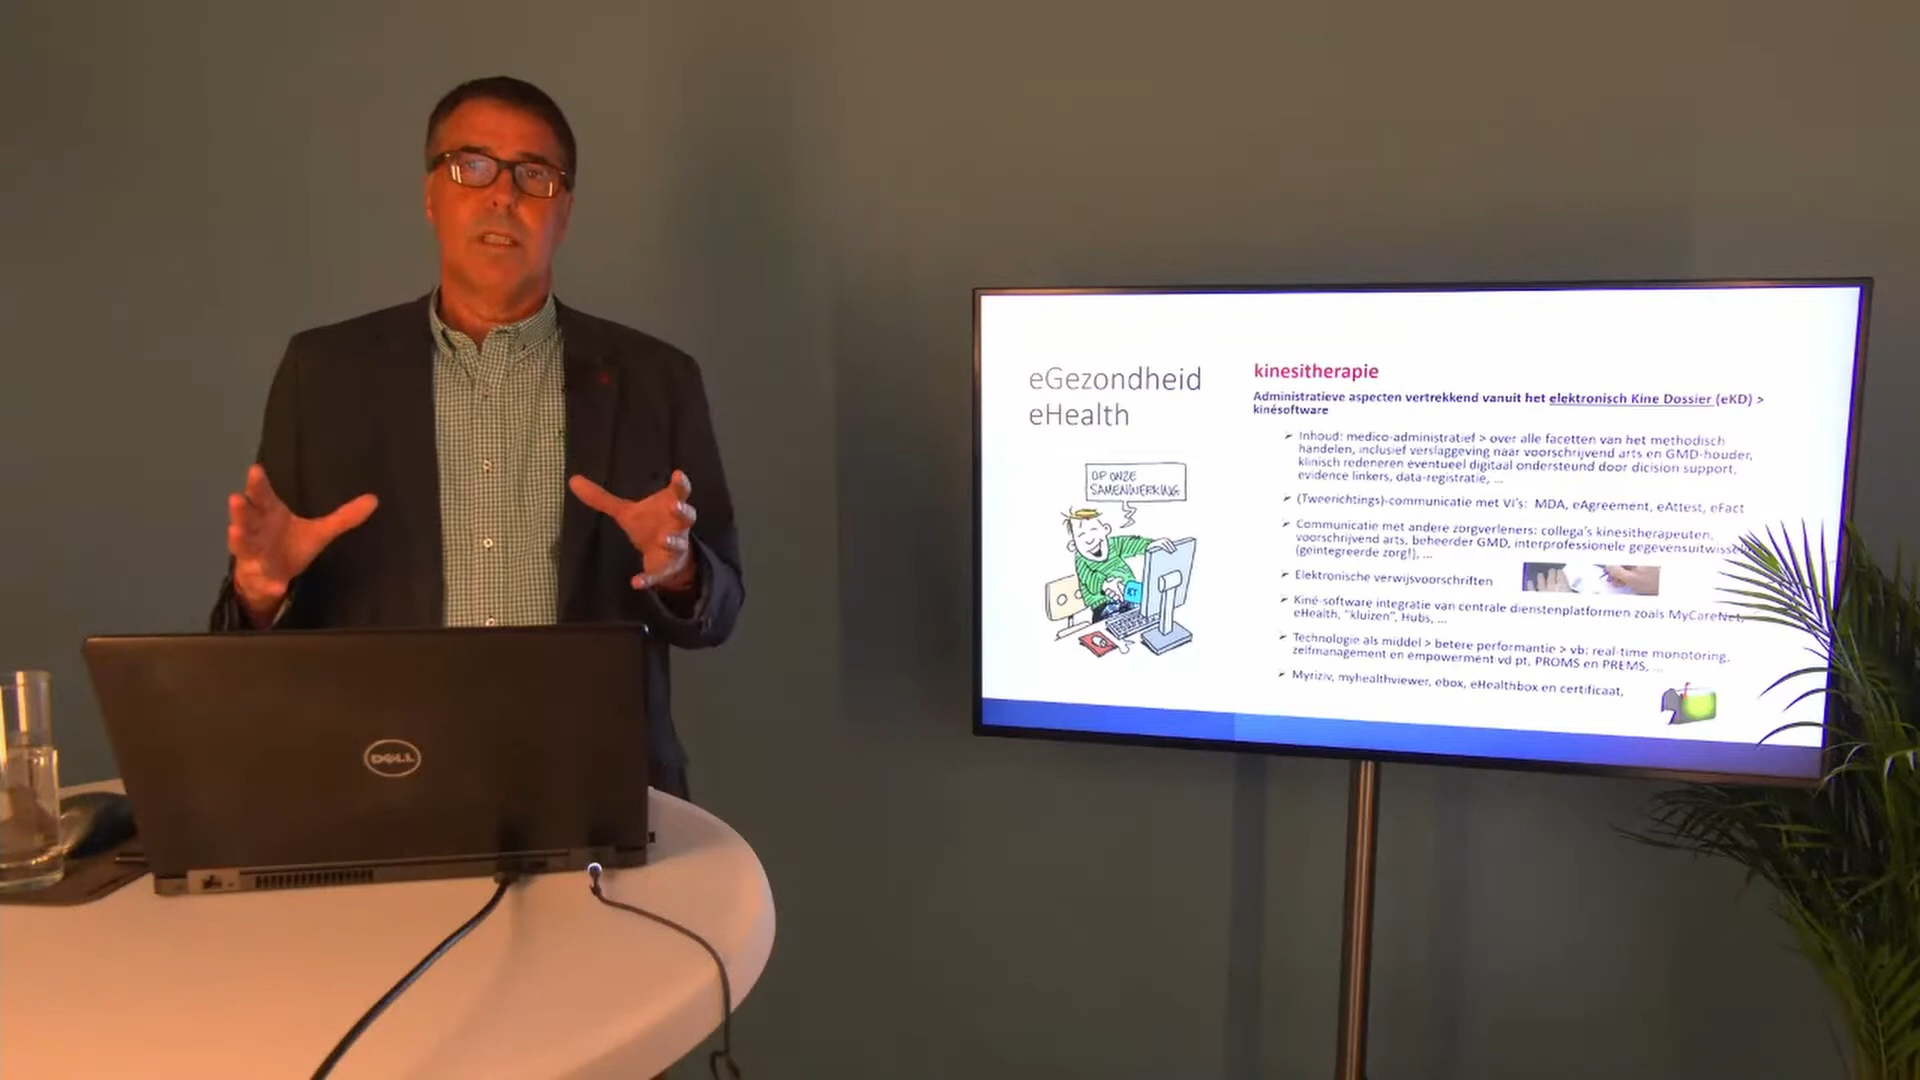 eGezondheid
eHealth
OP ONZE
SAMENWERKING
kinesitherapie
Administratieve aspecten vertrekkend vanuit het elektronisch Kine Dossier (eKD) >
kinésoftware
➢ Inhoud: medico-administratief > over alle facetten van het methodisch
handelen, inclusief verslaggeving naar voorschrijvend arts en GMD-houder,
klinisch redeneren eventueel digitaal ondersteund door dicision support,
evidence linkers, data-registratie, ...
➢ (Tweerichtings)-communicatie met VI's: MDA, eAgreement, eAttest, eFact
➢ Communicatie met andere zorgverleners: collega's kinesitherapeuten,
voorschrijvend arts, beheerder GMD, interprofessionele
(geïntegreerde zorg!), ...
➢ Elektronische verwijsvoorschriften
➢ Kiné-software integratie van centrale dienstenplatformen zoals MyCareNet,
eHealth, "kluizen", Hubs, ...
➢ Technologie als middel > betere performantie > vb: real-time monotoring,
zelfmanagement en empowerment vd pt, PROMS en PREMS, ...
➢ Myriziv, myhealthviewer, ebox, eHealthbox en certificaat,
DELL